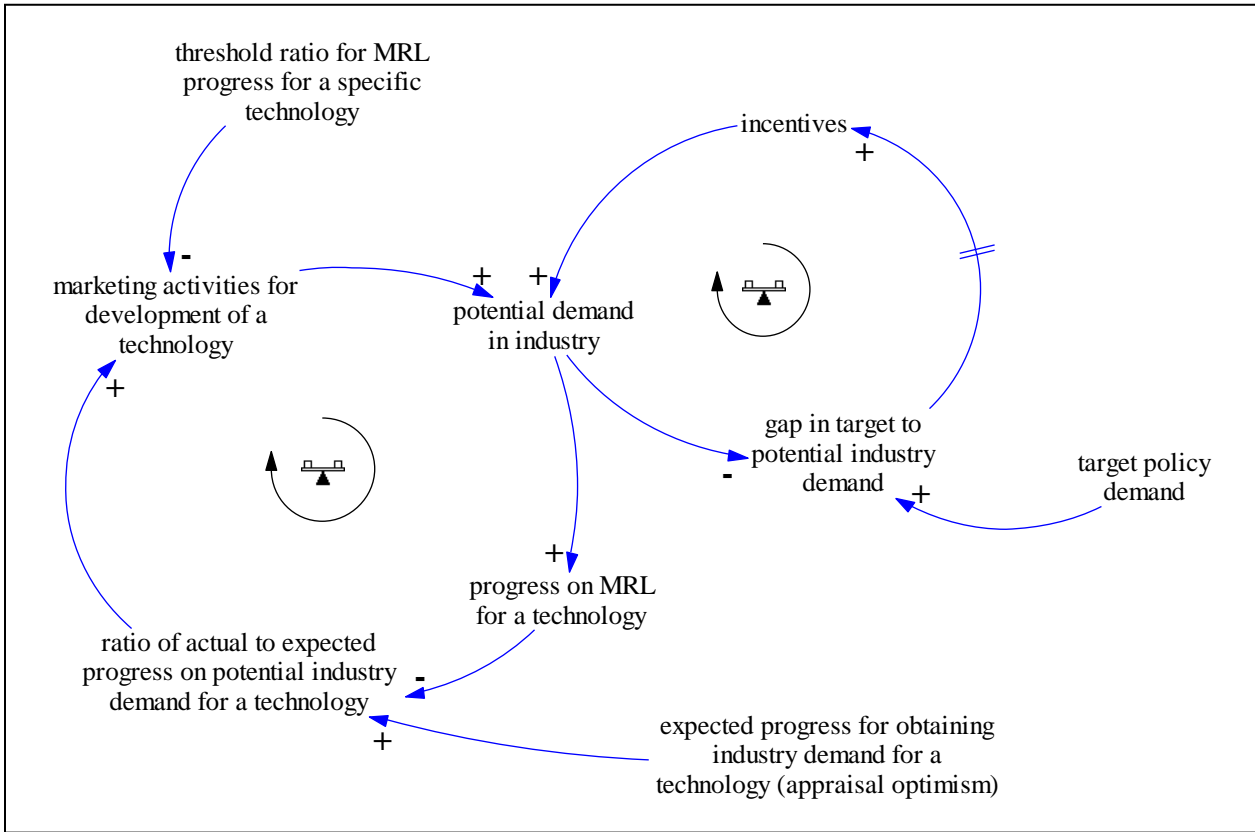 threshold ratio for MRL
progress for a specific
technology
incentives
+
-
marketing activities for
development of a
technology
+
+
+
potential demand
in industry
gap in target to
potential industry
demand
-
+
target policy
demand
+
progress on MRL
for a technology
ratio of actual to expected
progress on potential industry
demand for a technology
-
+
expected progress for obtaining
industry demand for a
technology (appraisal optimism)